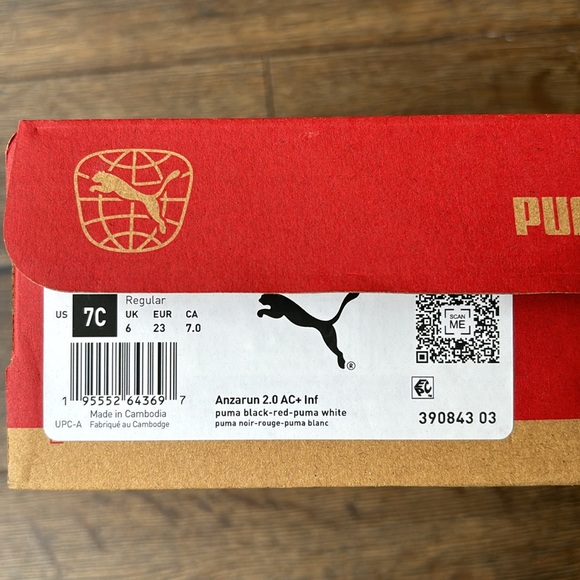 PUM
Regular
US 7C UK EUR CA
6 23 7.0
SCAN
ME
®
1 95552 64369 7
Made in Cambodia
UPC-A Fabriqué au Cambodge
Anzarun 2.0 AC+ Inf
puma black-red-puma white
puma noir-rouge-puma blanc
390843 03